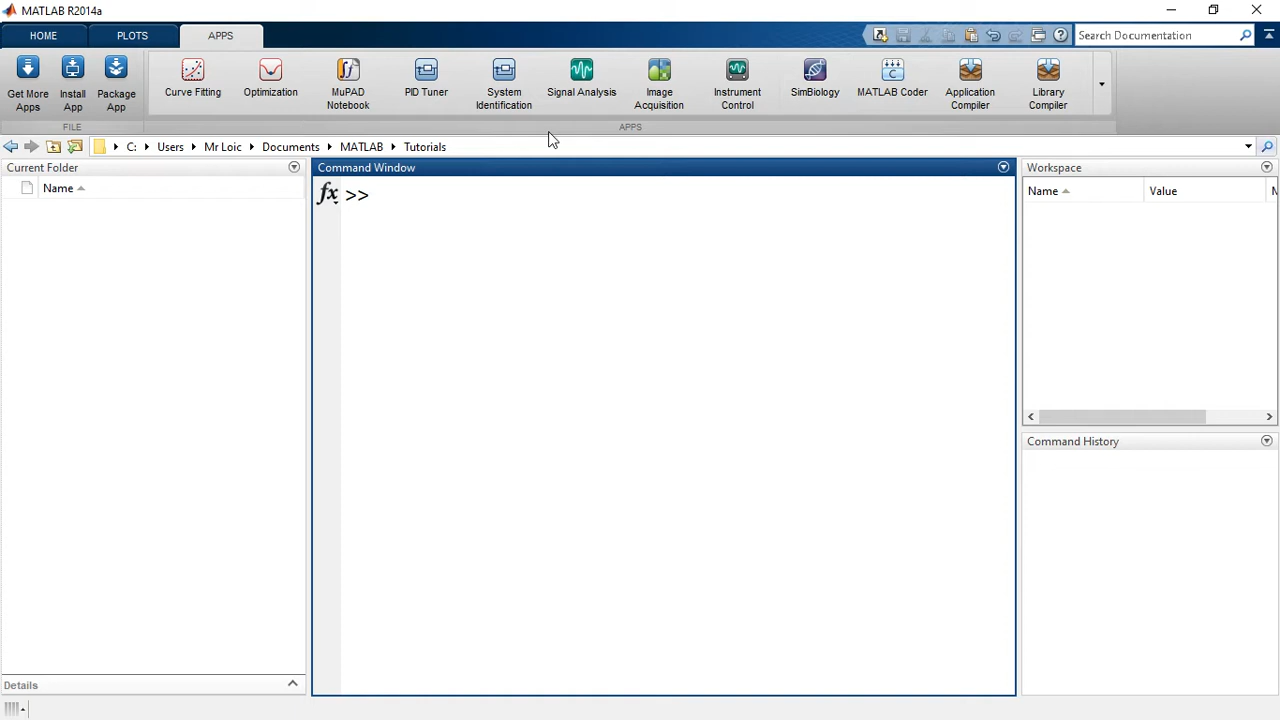 MATLAB R2014a
HOME PLOTS APPS
Search Documentation
Get More Apps
Install App
Package App
Curve Fitting
Optimization
MuPAD Notebook
PID Tuner
System Identification
Signal Analysis
Image Acquisition
Instrument Control
SimBiology
MATLAB Coder
Application Compiler
Library Compiler
FILE APPS
C: Users Mr Loic Documents MATLAB Tutorials
Current Folder
Name
Command Window
fx >>
Workspace
Name Value M
Command History
Details